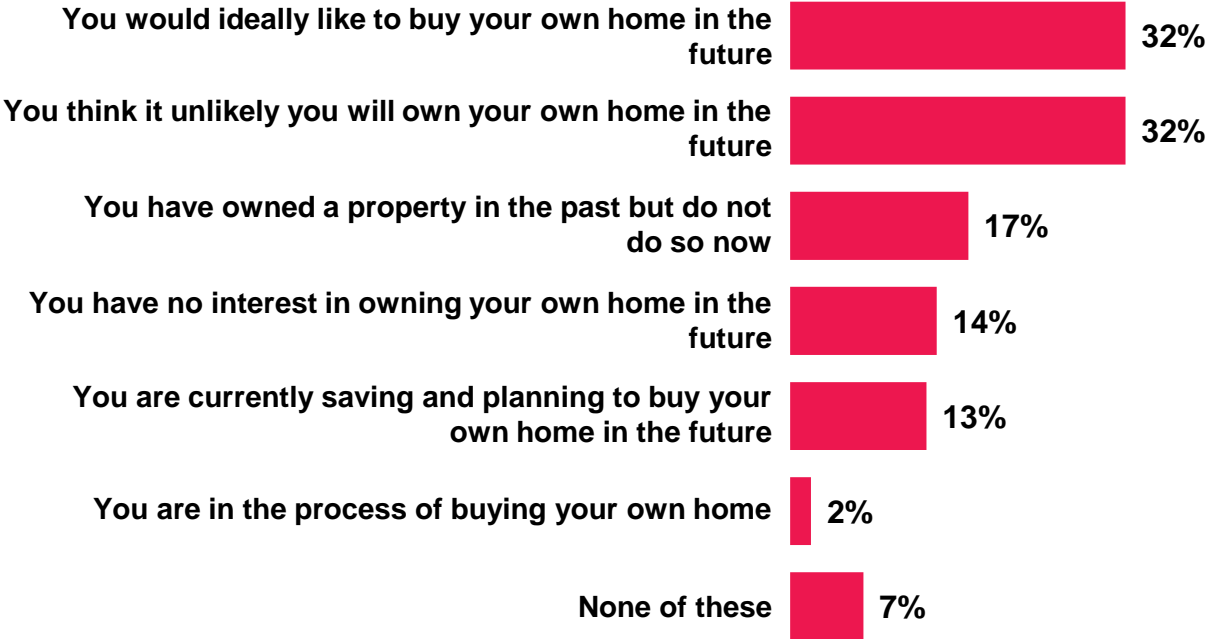 You would ideally like to buy your own home in the
future
32%
You think it unlikely you will own your own home in the
future
32%
You have owned a property in the past but do not
do so now
17%
You have no interest in owning your own home in the
future
14%
You are currently saving and planning to buy your
own home in the future
13%
You are in the process of buying your own home
2%
None of these
7%